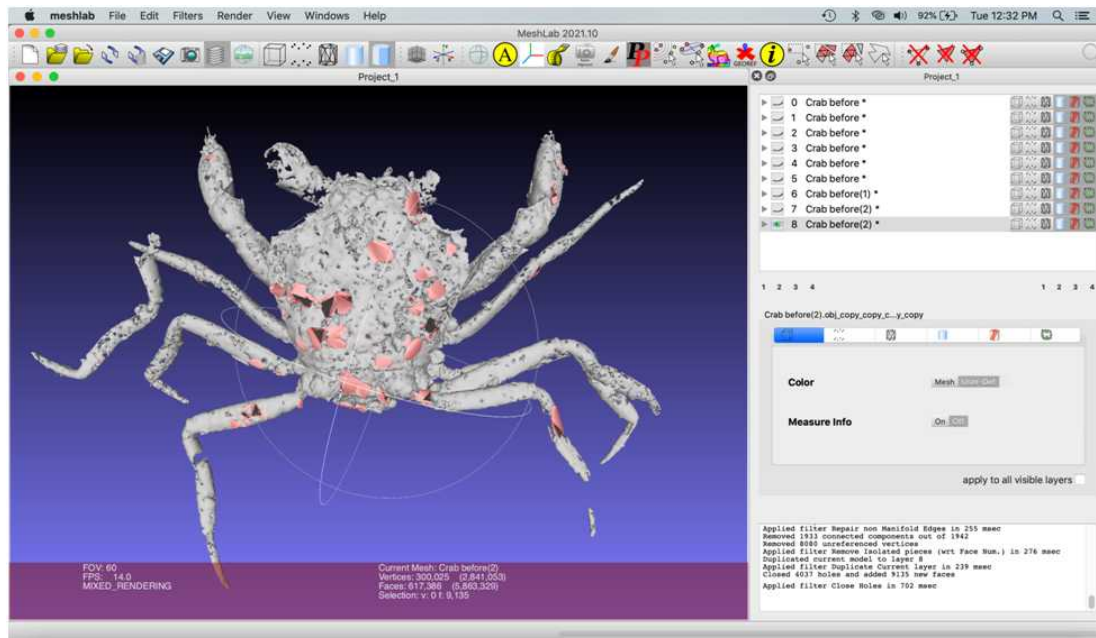 meshlab File Edit Filters Render View Windows Help 92% Tue 12:32 PM
MeshLab 2021.10
Project_1
Project_1
0 Crab before *
1 Crab before *
2 Crab before *
3 Crab before *
4 Crab before *
5 Crab before *
6 Crab before(1) *
7 Crab before(2) *
8 Crab before(2) *
1 2 3 4 1 2 3 4
Crab before(2).obj_copy_copy_c...y_copy
Color Mesh User-Def
Measure Info On Off
apply to all visible layers
Applied filter Repair non Manifold Edges in 255 msec
Removed 1933 connected components out of 1942
Removed 8080 unreferenced vertices
Applied filter Remove Isolated pieces (wrt Face Num.) in 276 msec
Duplicated current model to layer 8
Applied filter Duplicate Current layer in 239 msec
Closed 4037 holes and added 9135 new faces
Applied filter Close Holes in 702 msec
FOV: 60
FPS: 14.0
MIXED_RENDERING
Current Mesh: Crab before(2)
Vertices: 300,025 (2,841,053)
Faces: 617,386 (5,863,329)
Selection: v: 0 f: 9,135